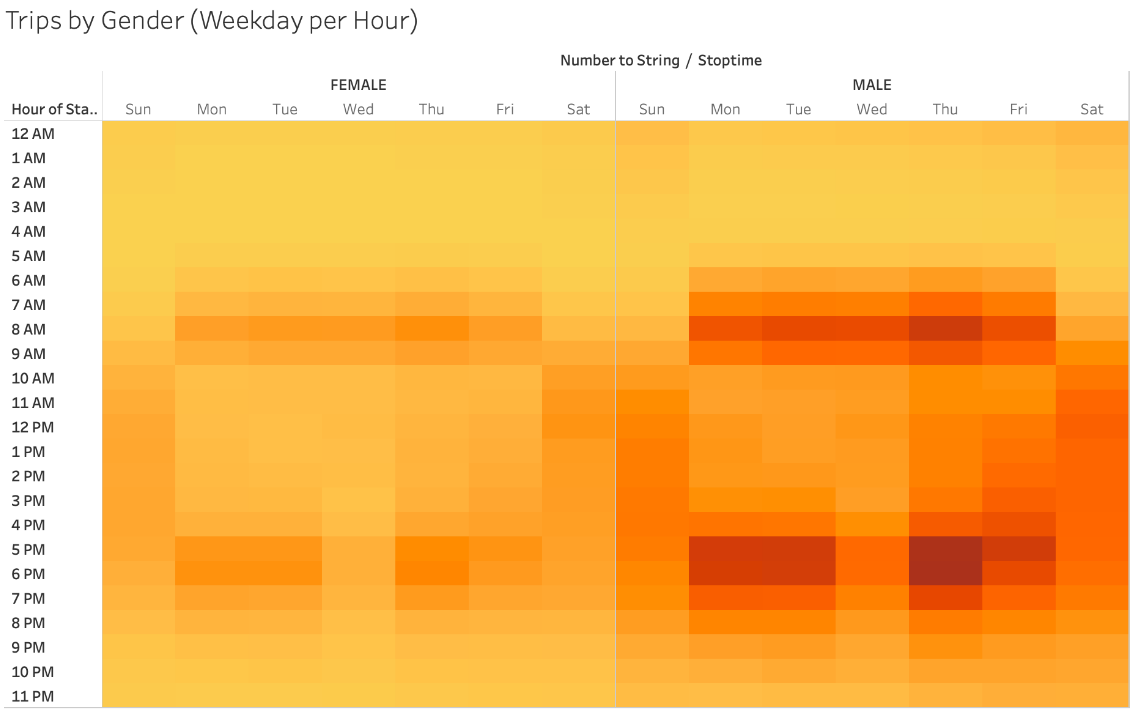 Trips by Gender (Weekday per Hour)
Number to String / Stoptime
FEMALE MALE
Hour of Sta.. Sun Mon Tue Wed Thu Fri Sat Sun Mon Tue Wed Thu Fri Sat
12 AM
1 AM
2 AM
3 AM
4 AM
5 AM
6 AM
7 AM
8 AM
9 AM
10 AM
11 AM
12 PM
1 PM
2 PM
3 PM
4 PM
5 PM
6 PM
7 PM
8 PM
9 PM
10 PM
11 PM